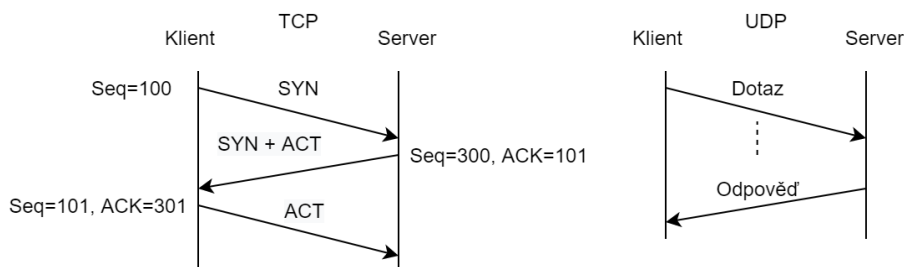 TCP
Klient
Server
Seq=100
SYN
SYN + ACT
Seq=300, ACK=101
Seq=101, ACK=301
ACT
UDP
Klient
Server
Dotaz
Odpověď